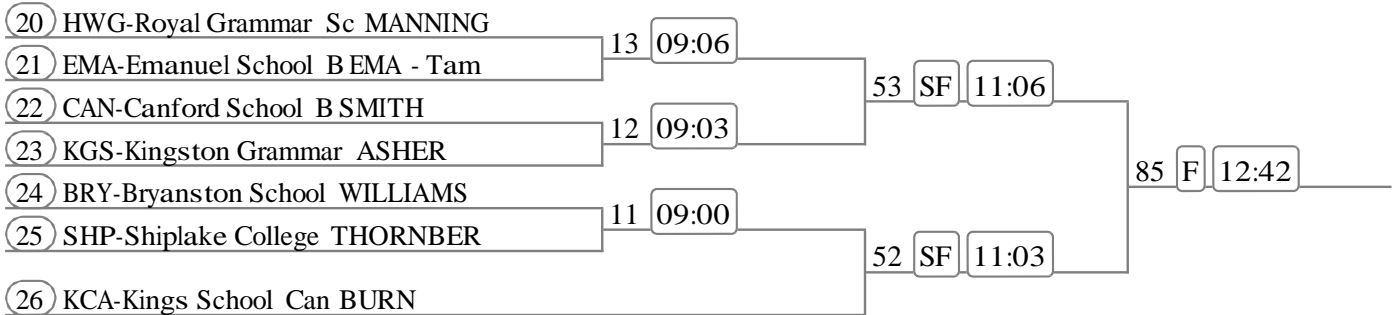 20 HWG-Royal Grammar Sc MANNING
13 09:06
21 EMA-Emanuel School B EMA - Tam
53 SF 11:06
22 CAN-Canford School B SMITH
12 09:03
23 KGS-Kingston Grammar ASHER
85 F 12:42
24 BRY-Bryanston School WILLIAMS
11 09:00
25 SHP-Shiplake College THORNBER
52 SF 11:03
26 KCA-Kings School Can BURN